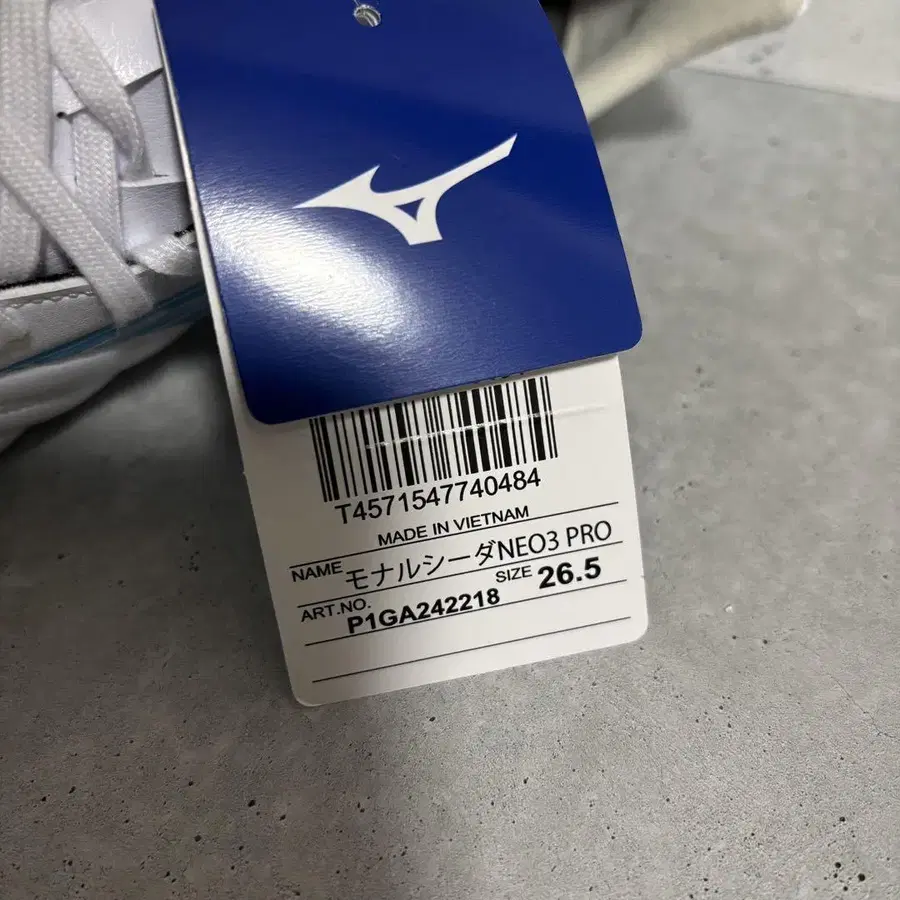 T4571547740484
MADE IN VIETNAM
NAME モナルシーダNEO3 PRO
ART.NO. P1GA242218 SIZE 26.5